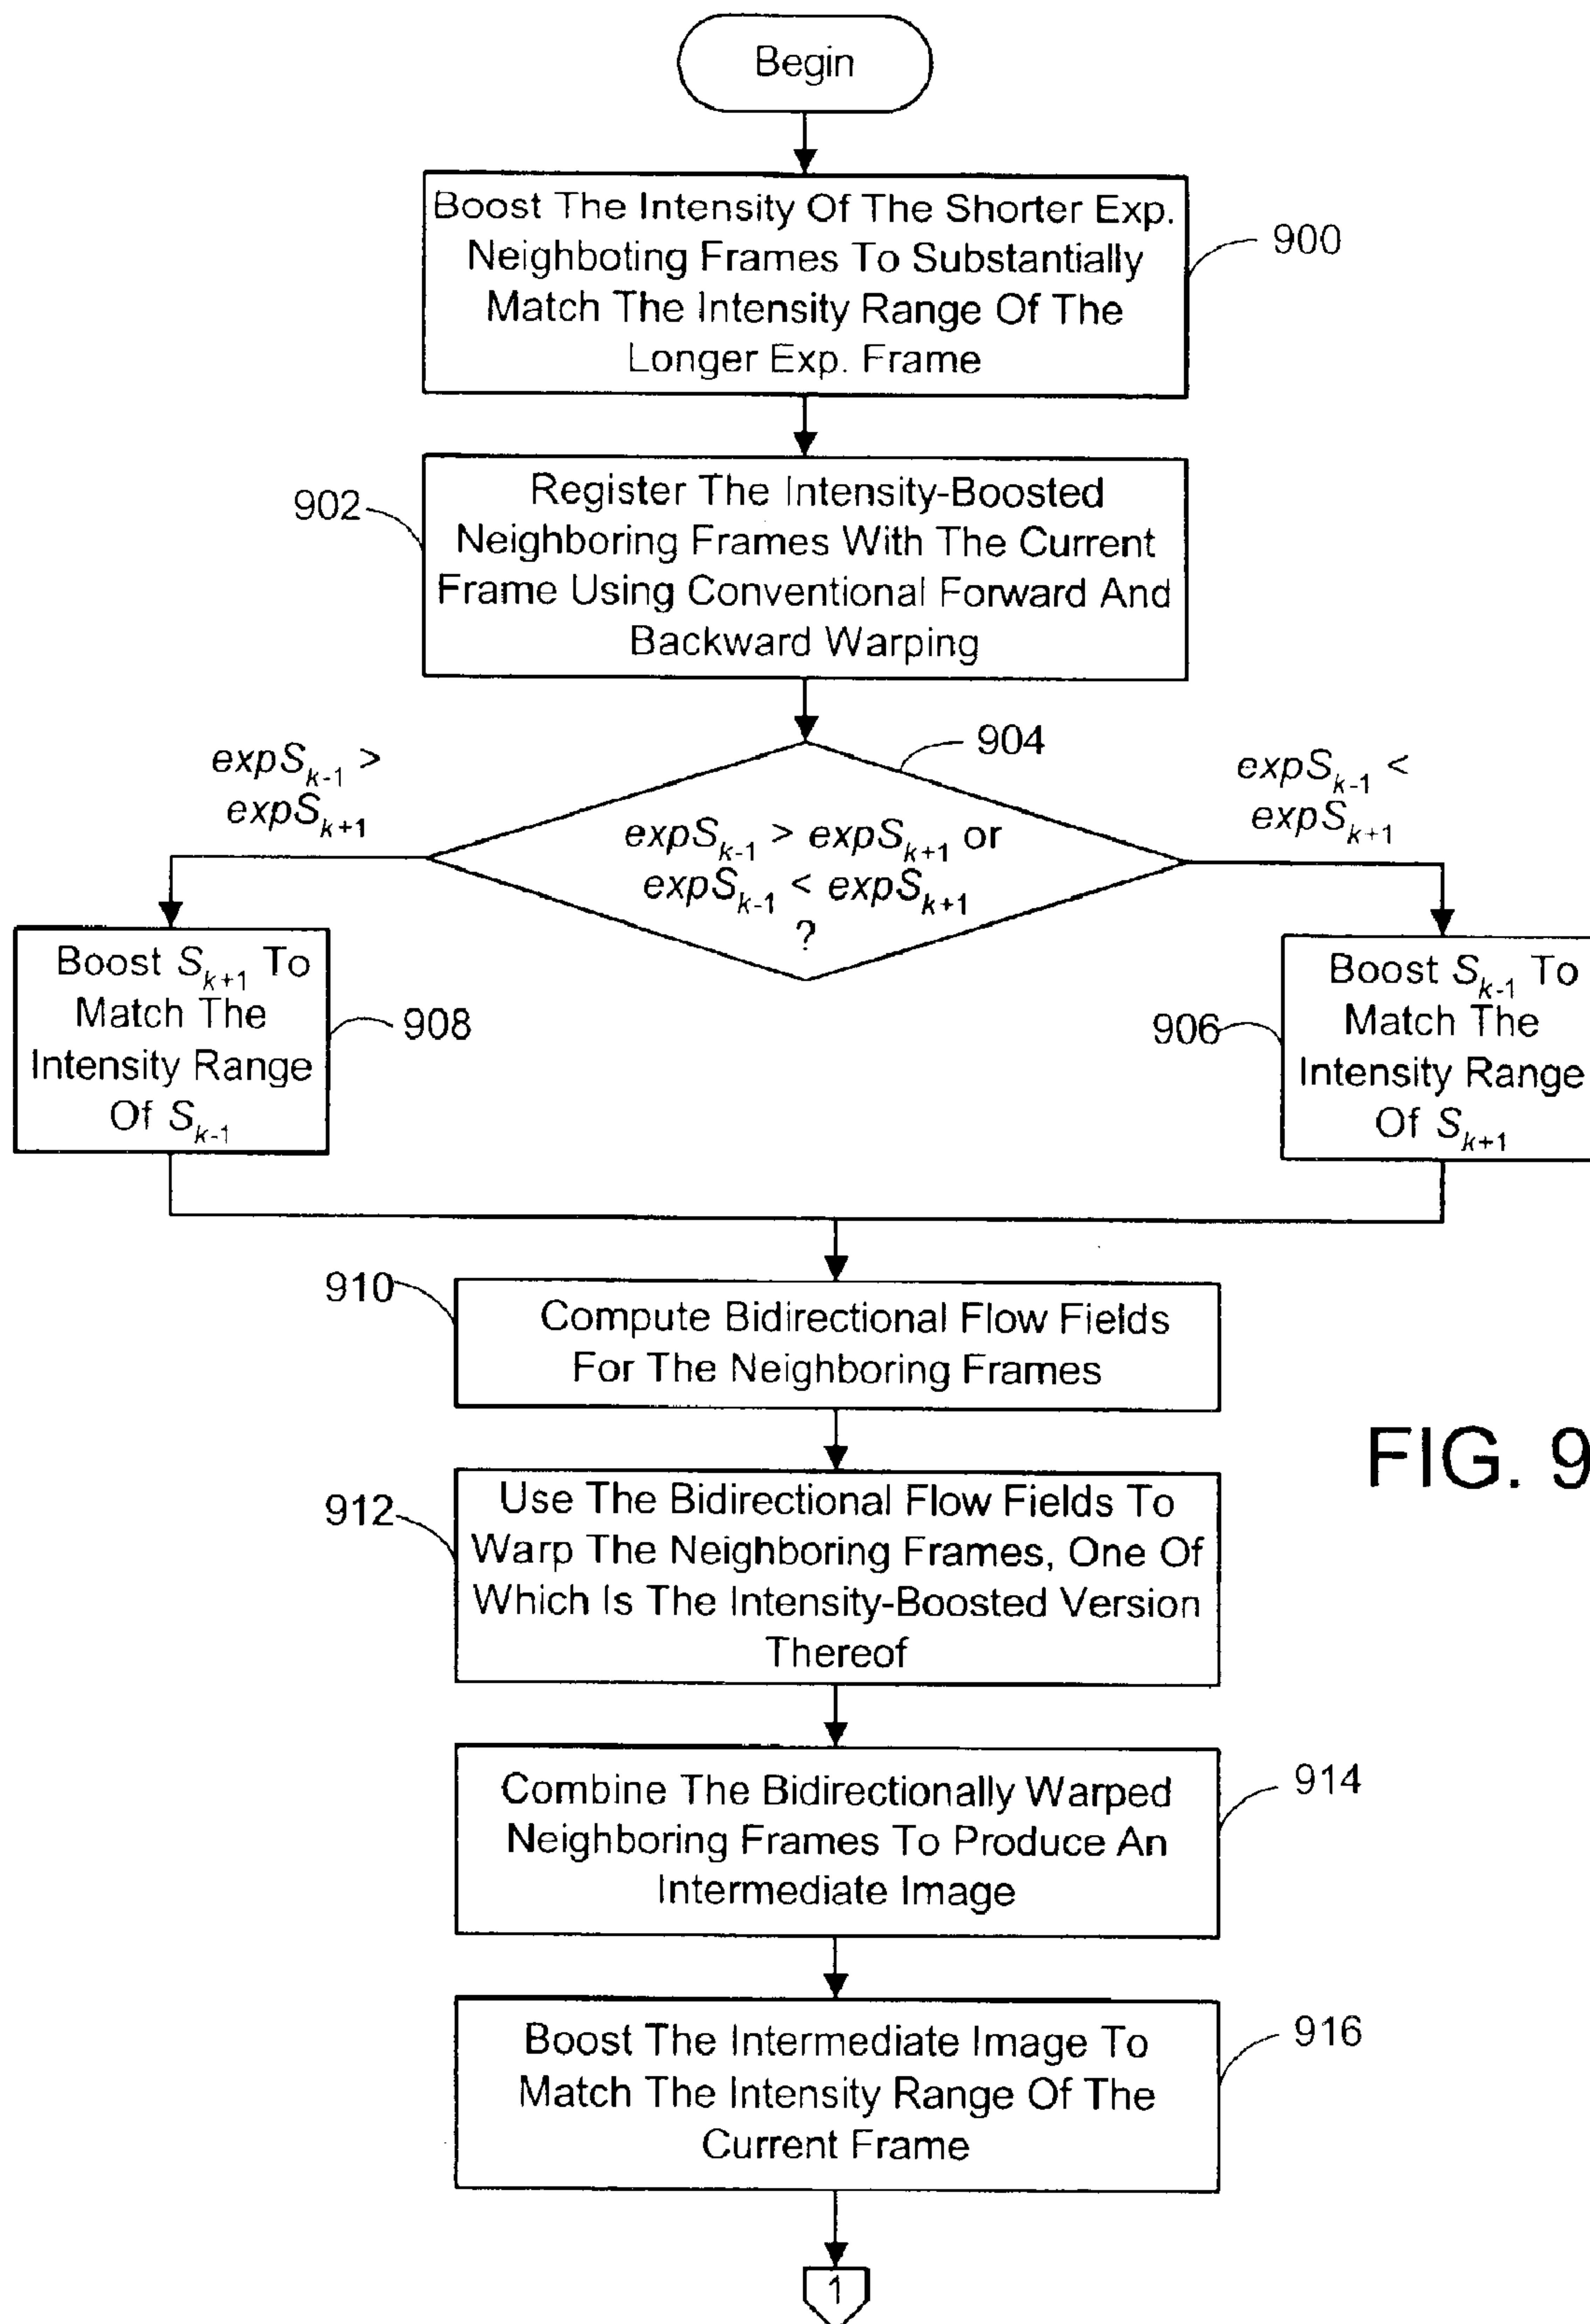 Begin
Boost The Intensity Of The Shorter Exp.
Neighboting Frames To Substantially
Match The Intensity Range Of The
Longer Exp. Frame
900
902
Register The Intensity-Boosted
Neighboring Frames With The Current
Frame Using Conventional Forward And
Backward Warping
904
expS_{k-1} >
expS_{k+1}
expS_{k-1} > expS_{k+1} or
expS_{k-1} < expS_{k+1}
?
expS_{k-1} <
expS_{k+1}
Boost S_{k+1} To
Match The
Intensity Range
Of S_{k-1}
908
906
Boost S_{k-1} To
Match The
Intensity Range
Of S_{k+1}
910
Compute Bidirectional Flow Fields
For The Neighboring Frames
FIG. 9
912
Use The Bidirectional Flow Fields To
Warp The Neighboring Frames, One Of
Which Is The Intensity-Boosted Version
Thereof
Combine The Bidirectionally Warped
Neighboring Frames To Produce An
Intermediate Image
914
Boost The Intermediate Image To
Match The Intensity Range Of The
Current Frame
916
1